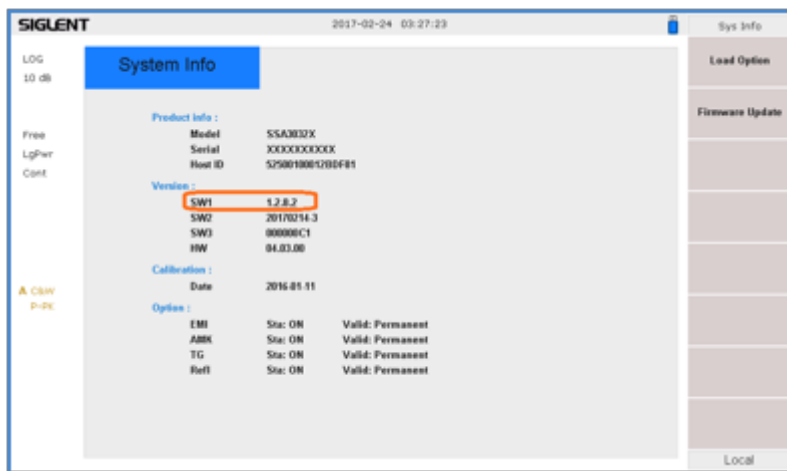 SIGLENT 2017-02-24 03:27:23 Sys Info
LOG
10 dB
Free
LgPwr
Cont
A C&W
P-PK
System Info
Product info :
Model SSA3032X
Serial XXXXXXXXXX
Host ID 52500100012BDF01
Version :
SW1 1.2.8.2
SW2 20170214-3
SW3 000000C1
HW 04.03.00
Calibration :
Date 2016-01-11
Option :
EMI Sta: ON Valid: Permanent
AMK Sta: ON Valid: Permanent
TG Sta: ON Valid: Permanent
Refl Sta: ON Valid: Permanent
Load Option
Firmware Update
Local